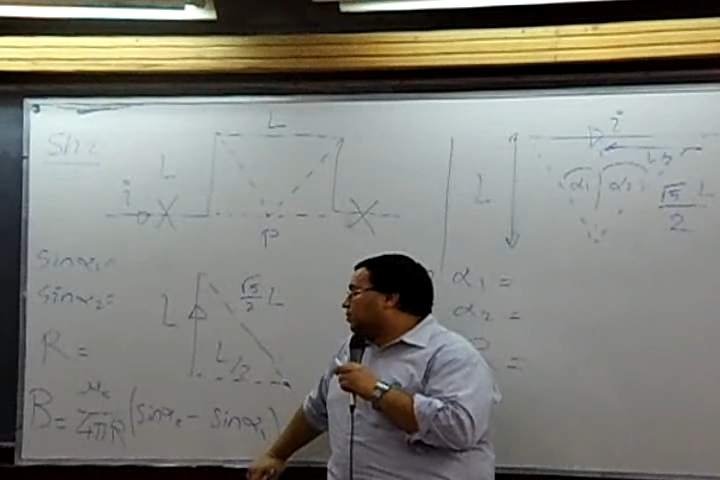 L
L
i
P
sinα₁=
sinα₂=
R =
L
√5/2 L
L/2
B = μ₀/4πR (sinα₂ - sinα₁)
i
L
α₁ α₂
√5/2 L
α₁ =
α₂ =
=